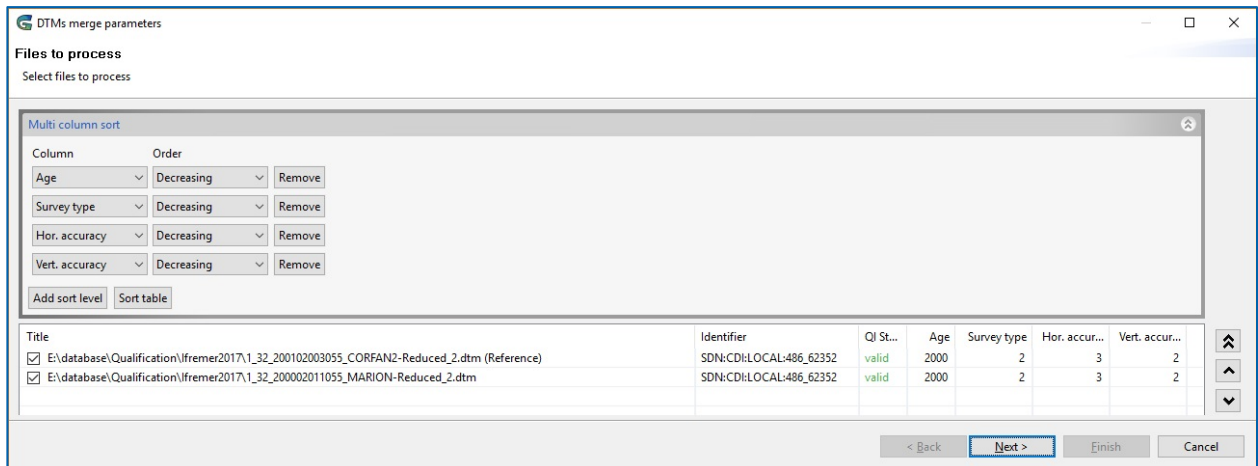 DTMs merge parameters
Files to process
Select files to process
Multi column sort
Column Order
Age Decreasing Remove
Survey type Decreasing Remove
Hor. accuracy Decreasing Remove
Vert. accuracy Decreasing Remove
Add sort level Sort table
Title Identifier QI St... Age Survey type Hor. accur... Vert. accur...
E:\database\Qualification\Ifremer2017\1_32_200102003055_CORFAN2-Reduced_2.dtm (Reference) SDN:CDI:LOCAL:486_62352 valid 2000 2 3 2
E:\database\Qualification\Ifremer2017\1_32_200002011055_MARION-Reduced_2.dtm SDN:CDI:LOCAL:486_62352 valid 2000 2 3 2
< Back Next > Finish Cancel